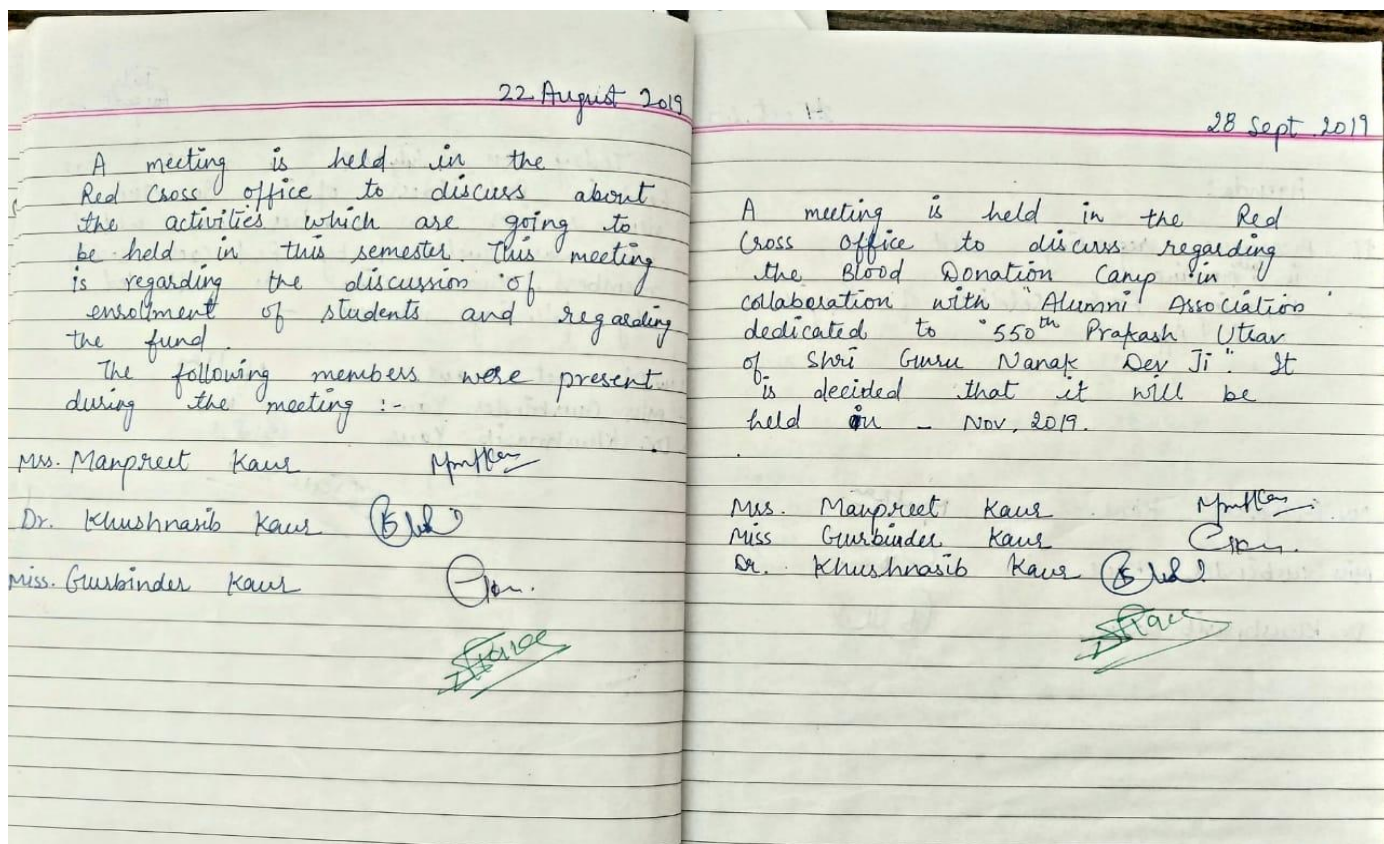 22 August 2019
A meeting is held in the
Red Cross office to discuss about
the activities which are going to
be held in this semester. This meeting
is regarding the discussion of
enrollment of students and regarding
the fund.
The following members were present
during the meeting :-
Mrs. Manpreet Kaur
Dr. Khushnasib Kaur
Miss. Gurbinder Kaur
28 Sept. 2019
A meeting is held in the Red
Cross office to discuss regarding
the Blood Donation Camp in
collaboration with "Alumni Association"
dedicated to "550th Prakash Utsav
of Shri Guru Nanak Dev Ji". It
is decided that it will be
held in - Nov, 2019.
Mrs. Manpreet Kaur
Miss Gurbinder Kaur
Dr. Khushnasib Kaur